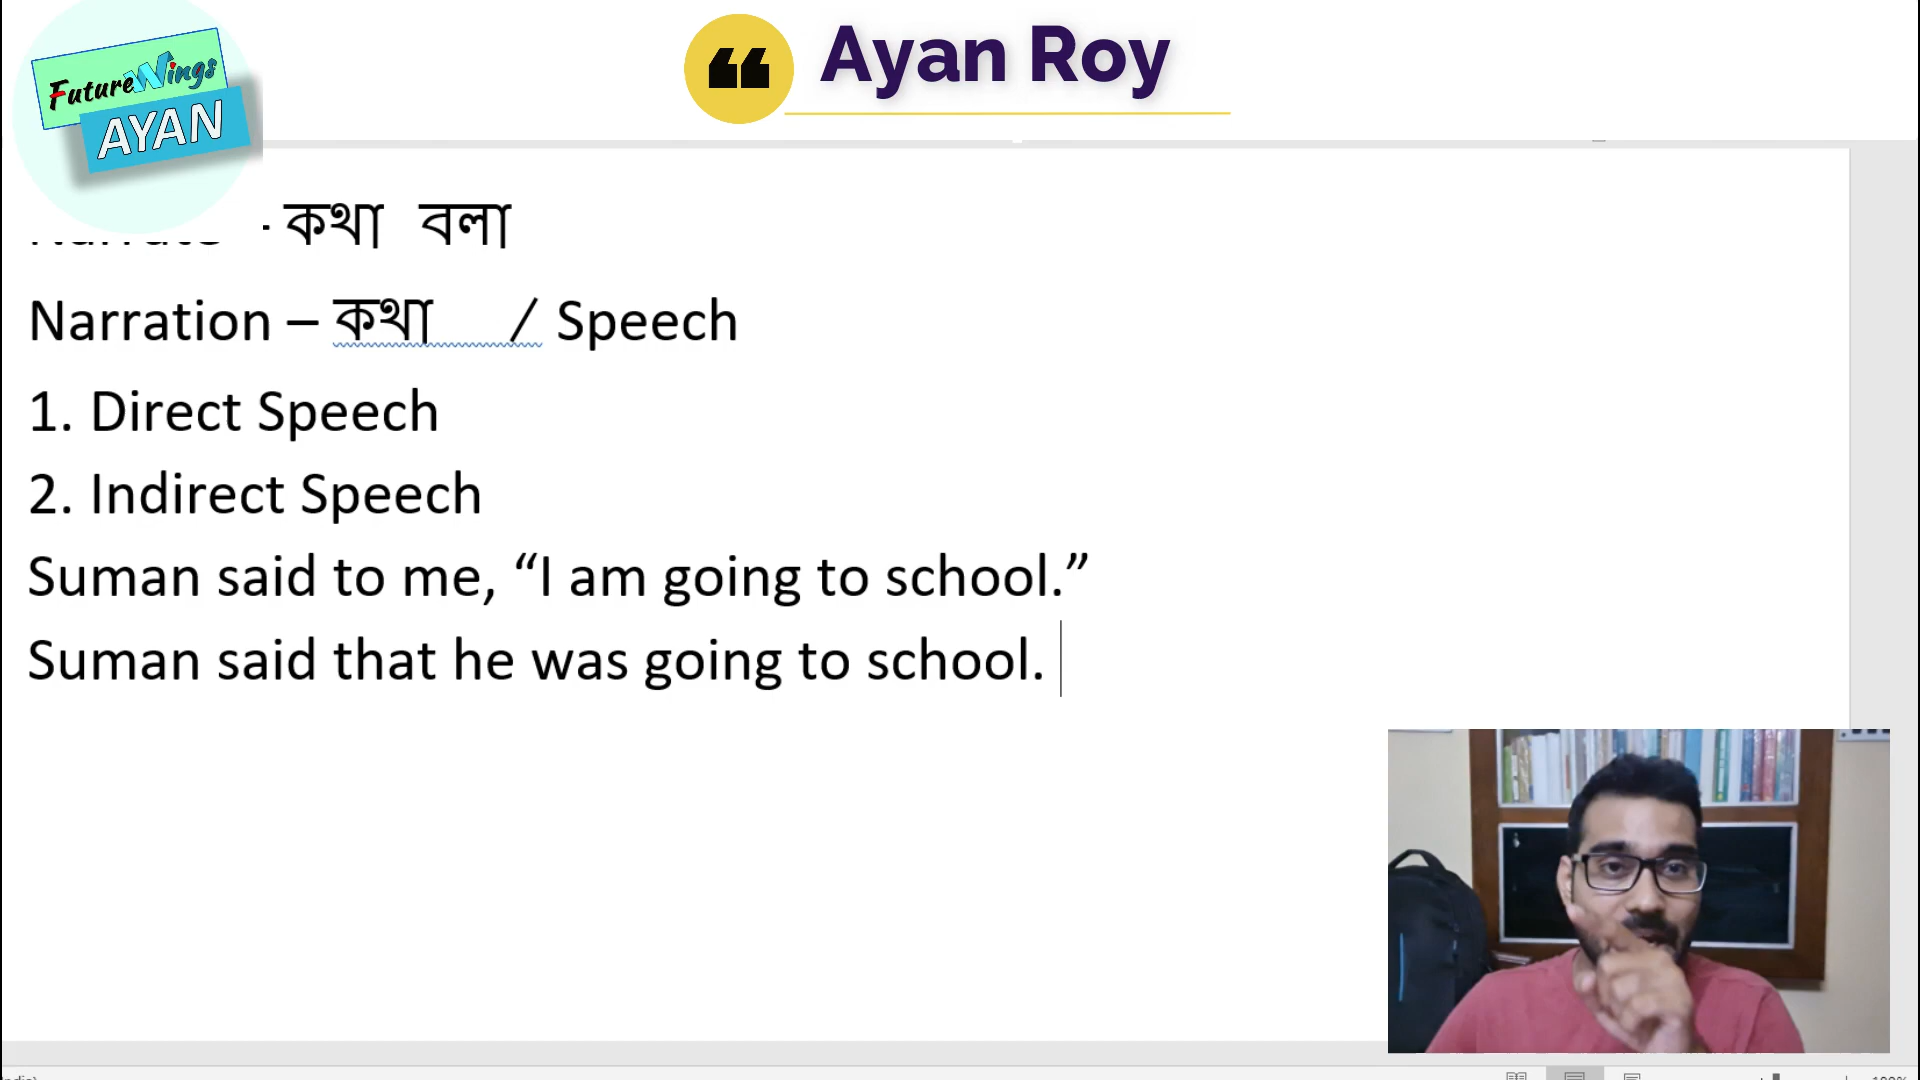 FutureWings
AYAN
Ayan Roy
- কথা বলা
Narration – কথা / Speech
1. Direct Speech
2. Indirect Speech
Suman said to me, “I am going to school.”
Suman said that he was going to school.